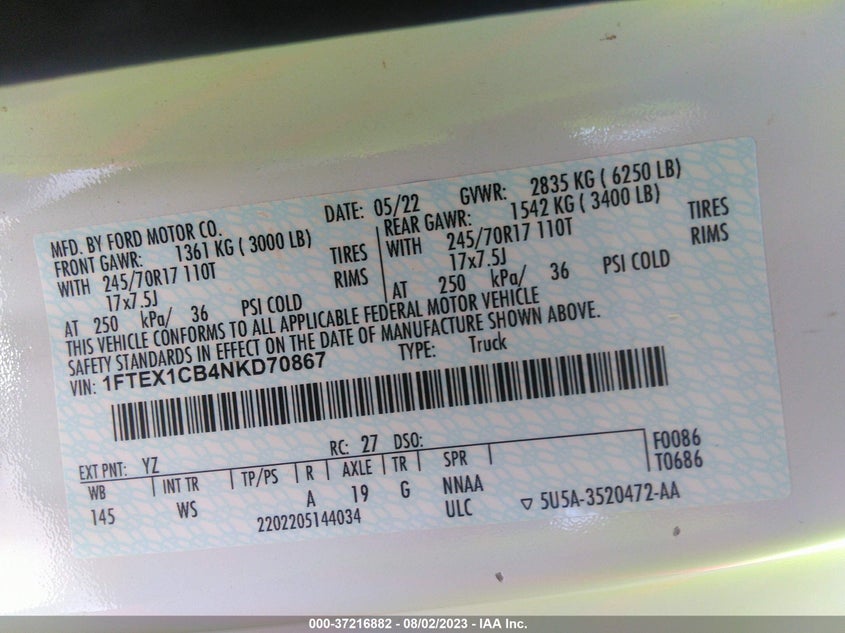 MFD. BY FORD MOTOR CO.
DATE: 05/22 GVWR: 2835 KG ( 6250 LB)
FRONT GAWR: 1361 KG ( 3000 LB) REAR GAWR: 1542 KG ( 3400 LB)
WITH 245/70R17 110T TIRES WITH 245/70R17 110T TIRES
17x7.5J RIMS 17x7.5J RIMS
AT 250 kPa/ 36 PSI COLD AT 250 kPa/ 36 PSI COLD
THIS VEHICLE CONFORMS TO ALL APPLICABLE FEDERAL MOTOR VEHICLE
SAFETY STANDARDS IN EFFECT ON THE DATE OF MANUFACTURE SHOWN ABOVE.
VIN: 1FTEX1CB4NKD70867 TYPE: Truck
EXT PNT: YZ RC: 27 DSO: F0086
WB INT TR TP/PS R AXLE TR SPR T0686
145 WS A 19 G NNAA
2202205144034 ULC ▽ 5U5A-3520472-AA
000-37216882 - 08/02/2023 - IAA Inc.